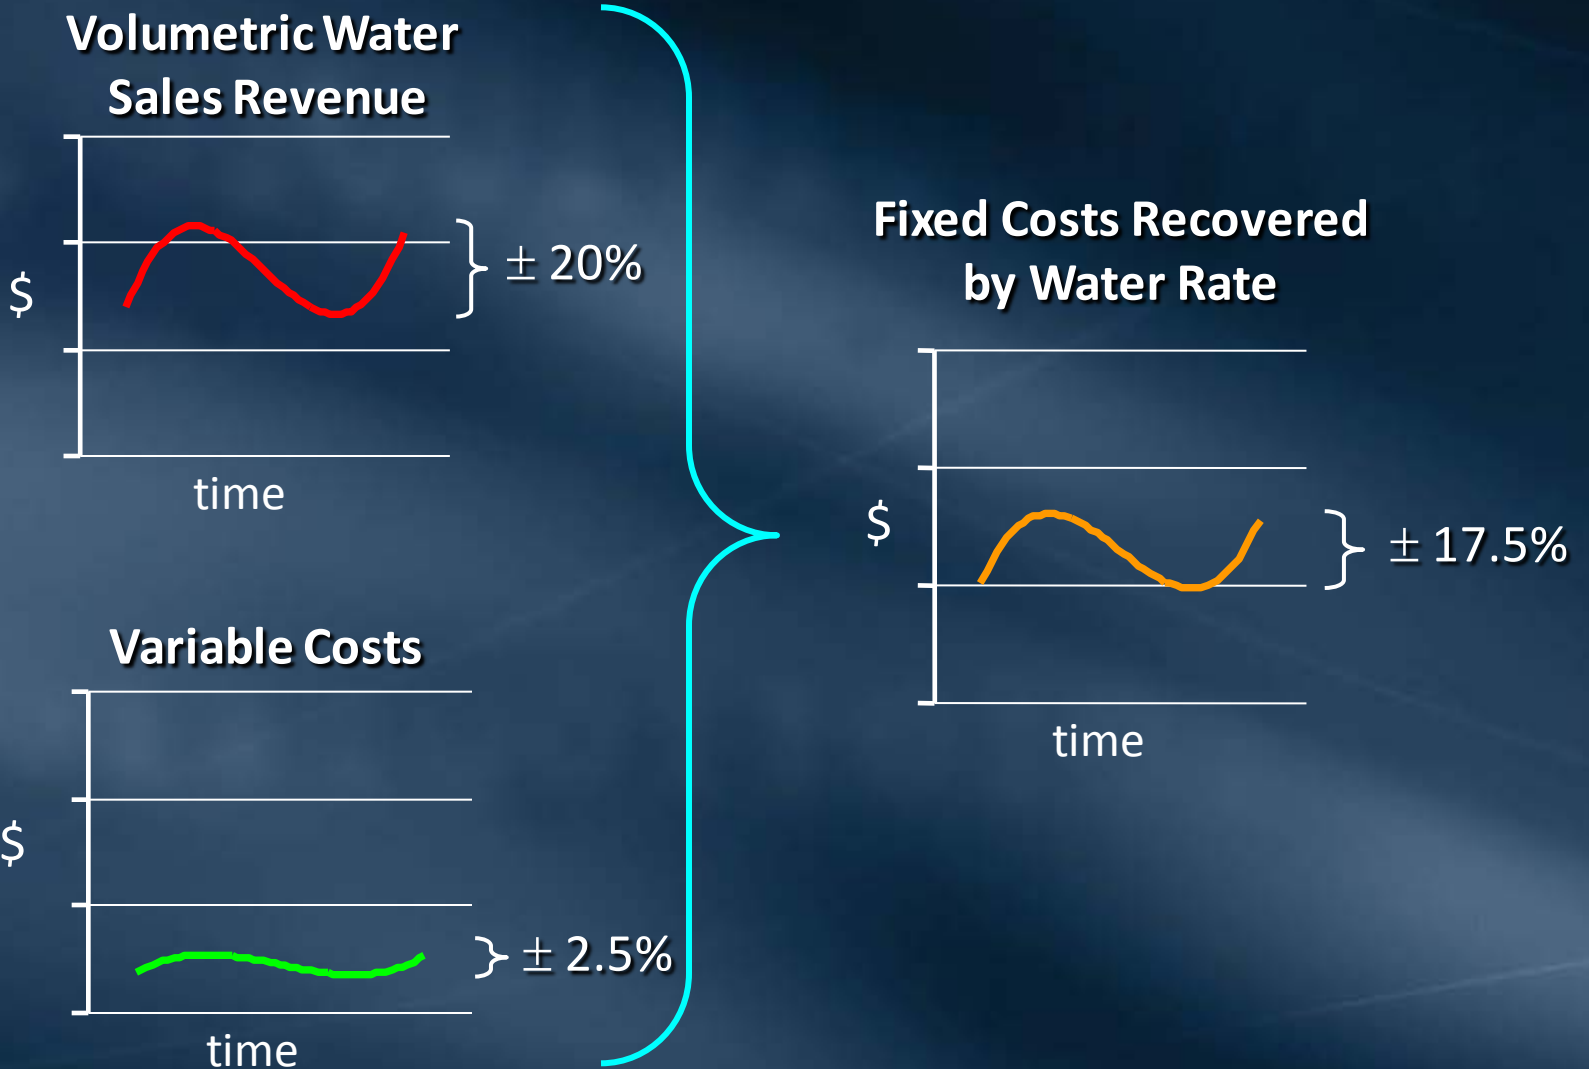 Volumetric Water
Sales Revenue
$
± 20%
time
Variable Costs
$
± 2.5%
time
Fixed Costs Recovered
by Water Rate
$
± 17.5%
time